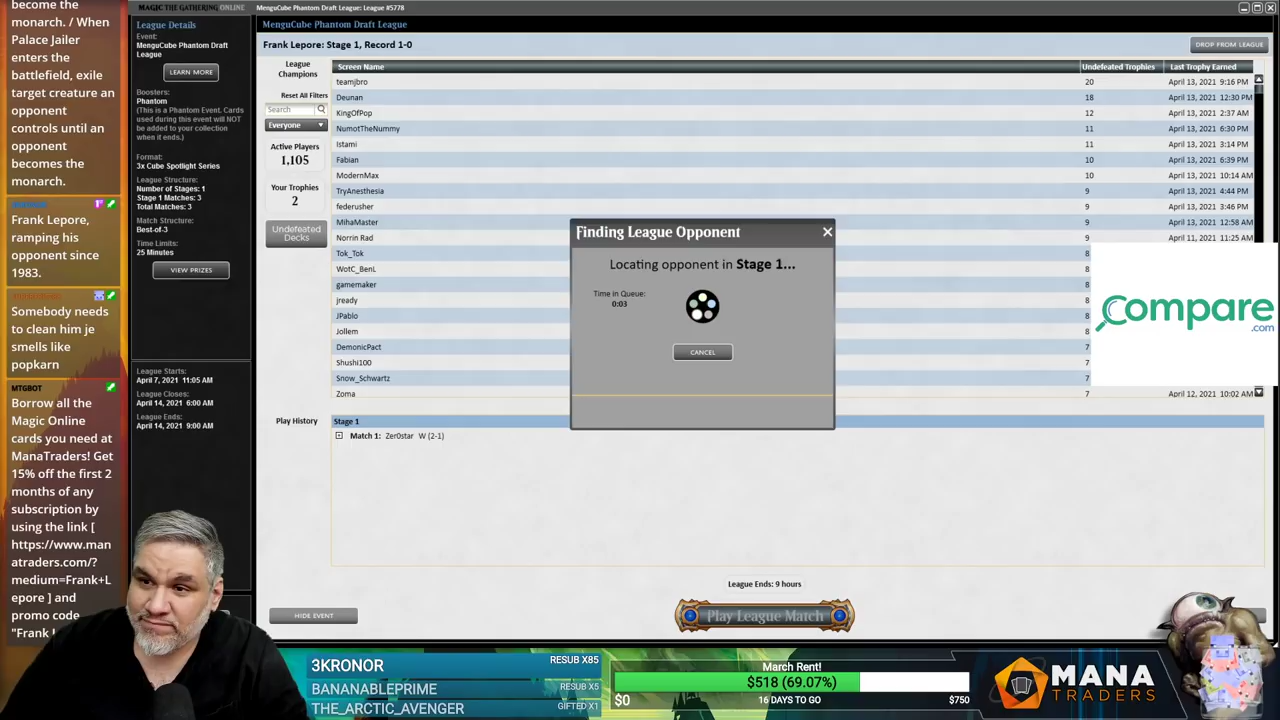 become the
monarch. / When
Palace Jailer
enters the
battlefield, exile
target creature an
opponent
controls until an
opponent
becomes the
monarch.
Frank Lepore,
ramping his
opponent since
1983.
Somebody needs
to clean him je
smells like
popkarn
MTGBOT
Borrow all the
Magic Online
cards you need at
ManaTraders! Get
15% off the first 2
months of any
subscription by
using the link [
https://www.man
atraders.com/?
medium=Frank+L
epore ] and
promo code
"Frank
MAGIC THE GATHERING ONLINE
League Details
Event:
MenguCube Phantom Draft
League
LEARN MORE
Boosters:
Phantom
(This is a Phantom Event. Cards
used during this event will NOT
be added to your collection
when it ends.)
Format:
3x Cube Spotlight Series
League Structure:
Number of Stages: 1
Stage 1 Matches: 3
Total Matches: 3
Match Structure:
Best-of-3
Time Limits:
25 Minutes
VIEW PRIZES
League Starts:
April 7, 2021 11:05 AM
League Closes:
April 14, 2021 6:00 AM
League Ends:
April 14, 2021 9:00 AM
MenguCube Phantom Draft League: League #5778
MenguCube Phantom Draft League
Frank Lepore: Stage 1, Record 1-0
DROP FROM LEAGUE
League
Champions
Reset All Filters
Search
Everyone
Active Players
1,105
Your Trophies
2
Undefeated
Decks
Screen Name Undefeated Trophies Last Trophy Earned
teamjbro 20 April 13, 2021 9:16 PM
Deunan 18 April 13, 2021 12:30 PM
KingOfPop 12 April 13, 2021 2:37 AM
NumotTheNummy 11 April 13, 2021 6:30 PM
Istami 11 April 13, 2021 3:14 PM
Fabian 10 April 13, 2021 6:39 PM
ModernMax 10 April 13, 2021 10:14 AM
TryAnesthesia 9 April 13, 2021 4:44 PM
federusher 9 April 13, 2021 3:46 PM
MihaMaster 9 April 13, 2021 12:58 AM
Norrin Rad 9 April 11, 2021 11:25 AM
Tok_Tok 8
WotC_BenL 8
gamemaker 8
jready 8
JPablo 8
Jollem 8
DemonicPact 7
Shushi100 7
Snow_Schwartz 7
Zoma 7 April 12, 2021 10:02 AM
Finding League Opponent
Locating opponent in Stage 1...
Time in Queue:
0:03
CANCEL
Compare
.com
Play History
Stage 1
Match 1: Zer0star W (2-1)
League Ends: 9 hours
HIDE EVENT
Play League Match
3KRONOR RESUB X85
BANANABLEPRIME RESUB X5
THE_ARCTIC_AVENGER GIFTED X1
March Rent!
$518 (69.07%)
$0 16 DAYS TO GO $750
MANA
TRADERS